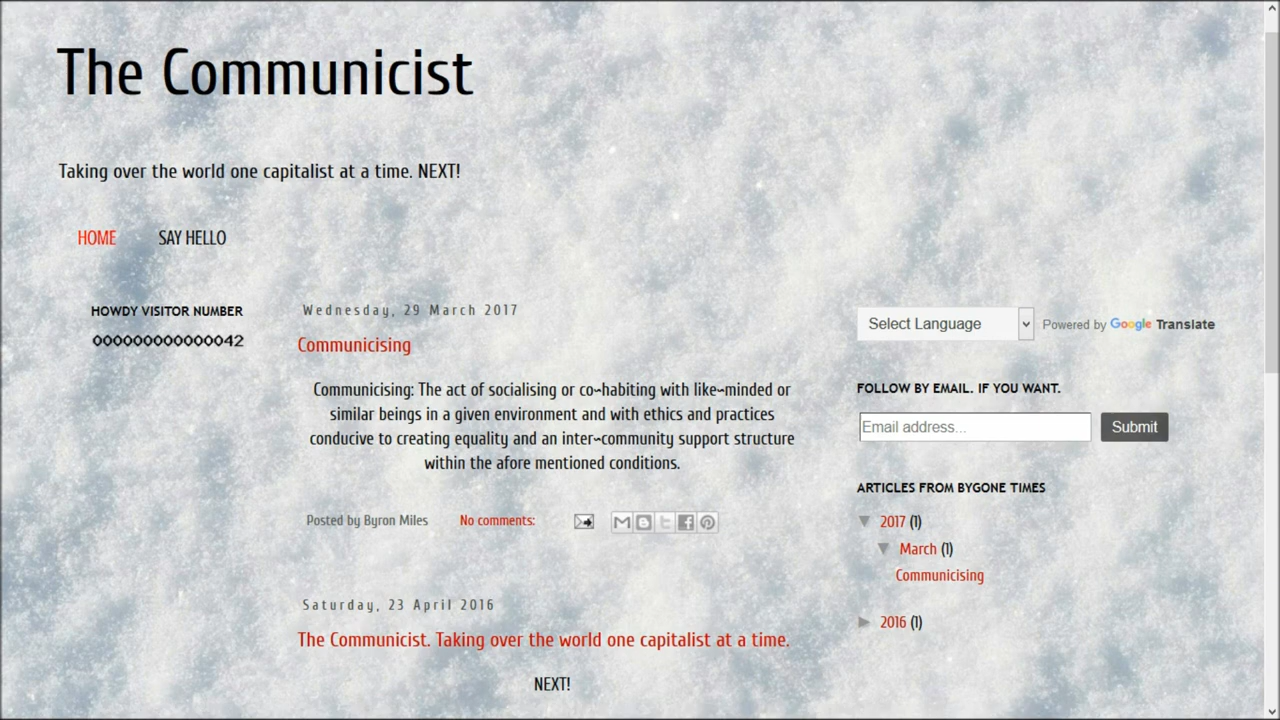 The Communicist
Taking over the world one capitalist at a time. NEXT!
HOME
SAY HELLO
HOWDY VISITOR NUMBER
000000000000042
Wednesday, 29 March 2017
Communicising
Communicising: The act of socialising or co~habiting with like~minded or
similar beings in a given environment and with ethics and practices
conducive to creating equality and an inter~community support structure
within the afore mentioned conditions.
Posted by Byron Miles
No comments:
Saturday, 23 April 2016
The Communicist. Taking over the world one capitalist at a time.
NEXT!
Select Language
Powered by Google Translate
FOLLOW BY EMAIL. IF YOU WANT.
Email address...
Submit
ARTICLES FROM BYGONE TIMES
▼ 2017 (1)
▼ March (1)
Communicising
► 2016 (1)